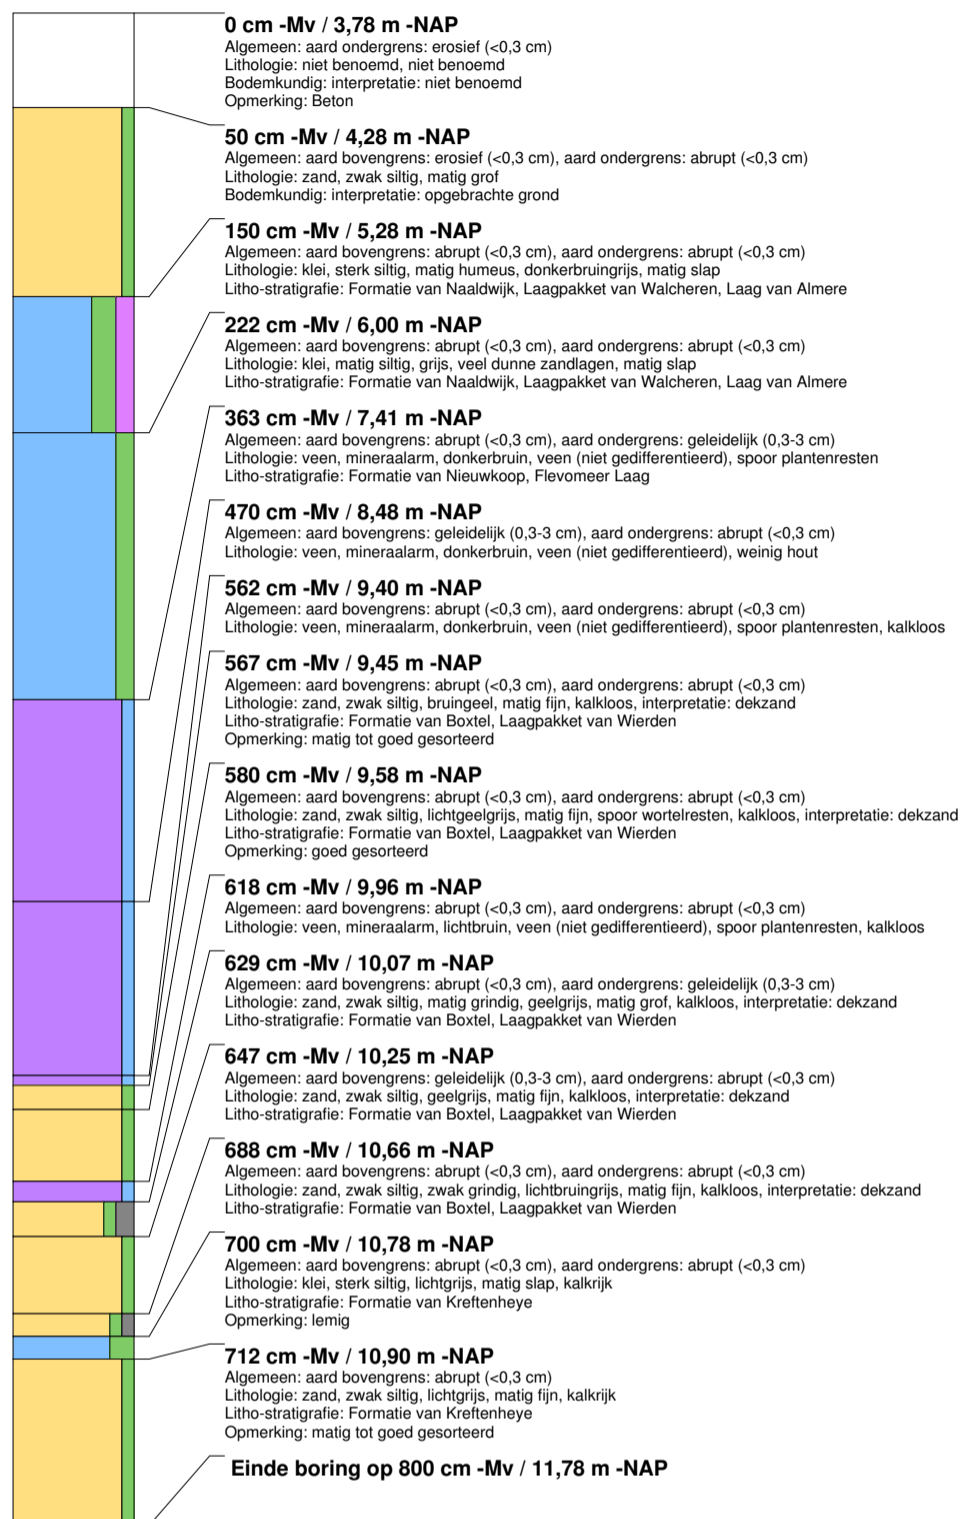 0 cm -Mv / 3,78 m -NAP
Algemeen: aard ondergrens: erosief (<0,3 cm)
Lithologie: niet benoemd, niet benoemd
Bodemkundig: interpretatie: niet benoemd
Opmerking: Beton
50 cm -Mv / 4,28 m -NAP
Algemeen: aard bovengrens: erosief (<0,3 cm), aard ondergrens: abrupt (<0,3 cm)
Lithologie: zand, zwak siltig, matig grof
Bodemkundig: interpretatie: opgebrachte grond
150 cm -Mv / 5,28 m -NAP
Algemeen: aard bovengrens: abrupt (<0,3 cm), aard ondergrens: abrupt (<0,3 cm)
Lithologie: klei, sterk siltig, matig humeus, donkerbruingrijs, matig slap
Litho-stratigrafie: Formatie van Naaldwijk, Laagpakket van Walcheren, Laag van Almere
222 cm -Mv / 6,00 m -NAP
Algemeen: aard bovengrens: abrupt (<0,3 cm), aard ondergrens: abrupt (<0,3 cm)
Lithologie: klei, matig siltig, grijs, veel dunne zandlagen, matig slap
Litho-stratigrafie: Formatie van Naaldwijk, Laagpakket van Walcheren, Laag van Almere
363 cm -Mv / 7,41 m -NAP
Algemeen: aard bovengrens: abrupt (<0,3 cm), aard ondergrens: geleidelijk (0,3-3 cm)
Lithologie: veen, mineraalarm, donkerbruin, veen (niet gedifferentieerd), spoor plantenresten
Litho-stratigrafie: Formatie van Nieuwkoop, Flevomeer Laag
470 cm -Mv / 8,48 m -NAP
Algemeen: aard bovengrens: geleidelijk (0,3-3 cm), aard ondergrens: abrupt (<0,3 cm)
Lithologie: veen, mineraalarm, donkerbruin, veen (niet gedifferentieerd), weinig hout
562 cm -Mv / 9,40 m -NAP
Algemeen: aard bovengrens: abrupt (<0,3 cm), aard ondergrens: abrupt (<0,3 cm)
Lithologie: veen, mineraalarm, donkerbruin, veen (niet gedifferentieerd), spoor plantenresten, kalkloos
567 cm -Mv / 9,45 m -NAP
Algemeen: aard bovengrens: abrupt (<0,3 cm), aard ondergrens: abrupt (<0,3 cm)
Lithologie: zand, zwak siltig, bruingeel, matig fijn, kalkloos, interpretatie: dekzand
Litho-stratigrafie: Formatie van Boxtel, Laagpakket van Wierden
Opmerking: matig tot goed gesorteerd
580 cm -Mv / 9,58 m -NAP
Algemeen: aard bovengrens: abrupt (<0,3 cm), aard ondergrens: abrupt (<0,3 cm)
Lithologie: zand, zwak siltig, lichtgeelgrijs, matig fijn, spoor wortelresten, kalkloos, interpretatie: dekzand
Litho-stratigrafie: Formatie van Boxtel, Laagpakket van Wierden
Opmerking: goed gesorteerd
618 cm -Mv / 9,96 m -NAP
Algemeen: aard bovengrens: abrupt (<0,3 cm), aard ondergrens: abrupt (<0,3 cm)
Lithologie: veen, mineraalarm, lichtbruin, veen (niet gedifferentieerd), spoor plantenresten, kalkloos
629 cm -Mv / 10,07 m -NAP
Algemeen: aard bovengrens: abrupt (<0,3 cm), aard ondergrens: geleidelijk (0,3-3 cm)
Lithologie: zand, zwak siltig, matig grindig, geelgrijs, matig grof, kalkloos, interpretatie: dekzand
Litho-stratigrafie: Formatie van Boxtel, Laagpakket van Wierden
647 cm -Mv / 10,25 m -NAP
Algemeen: aard bovengrens: geleidelijk (0,3-3 cm), aard ondergrens: abrupt (<0,3 cm)
Lithologie: zand, zwak siltig, geelgrijs, matig fijn, kalkloos, interpretatie: dekzand
Litho-stratigrafie: Formatie van Boxtel, Laagpakket van Wierden
688 cm -Mv / 10,66 m -NAP
Algemeen: aard bovengrens: abrupt (<0,3 cm), aard ondergrens: abrupt (<0,3 cm)
Lithologie: zand, zwak siltig, zwak grindig, lichtbruingrijs, matig fijn, kalkloos, interpretatie: dekzand
Litho-stratigrafie: Formatie van Boxtel, Laagpakket van Wierden
700 cm -Mv / 10,78 m -NAP
Algemeen: aard bovengrens: abrupt (<0,3 cm), aard ondergrens: abrupt (<0,3 cm)
Lithologie: klei, sterk siltig, lichtgrijs, matig slap, kalkrijk
Litho-stratigrafie: Formatie van Kreftenheye
Opmerking: lemig
712 cm -Mv / 10,90 m -NAP
Algemeen: aard bovengrens: abrupt (<0,3 cm)
Lithologie: zand, zwak siltig, lichtgrijs, matig fijn, kalkrijk
Litho-stratigrafie: Formatie van Kreftenheye
Opmerking: matig tot goed gesorteerd
Einde boring op 800 cm -Mv / 11,78 m -NAP